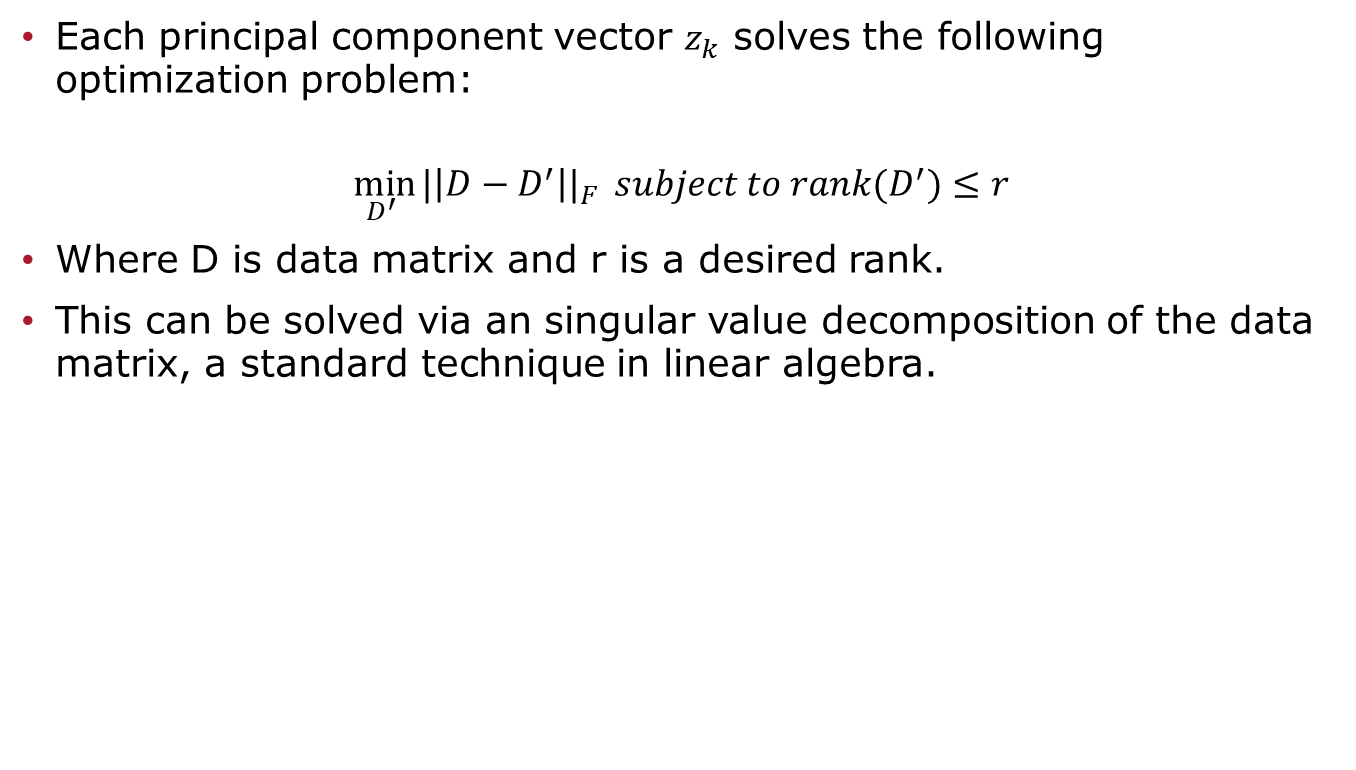 • Each principal component vector z_k solves the following
optimization problem:
min_{D′} ||D − D′||_F subject to rank(D′) ≤ r
• Where D is data matrix and r is a desired rank.
• This can be solved via an singular value decomposition of the data
matrix, a standard technique in linear algebra.